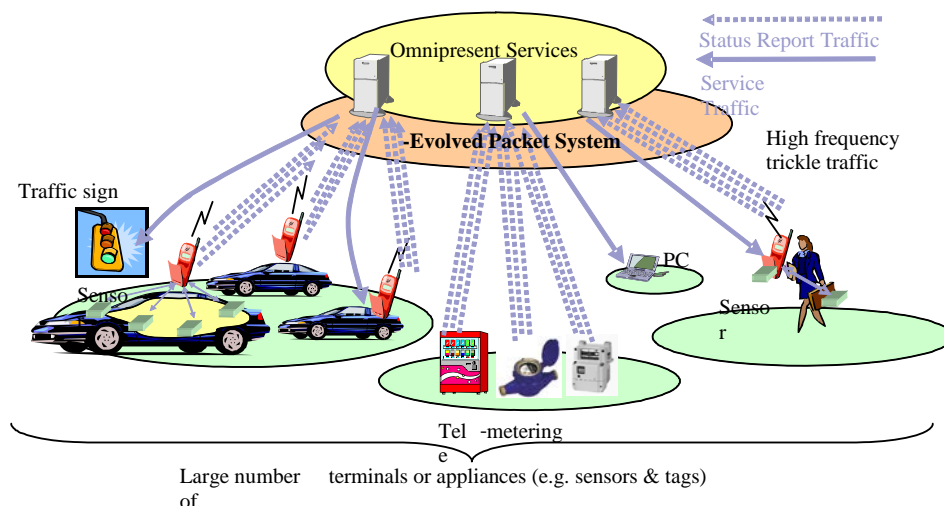 Omnipresent Services
Status Report Traffic
Service
Traffic
-Evolved Packet System
High frequency
trickle traffic
Traffic sign
PC
Senso
Senso
r
Tel -metering
e
Large number terminals or appliances (e.g. sensors & tags)
of